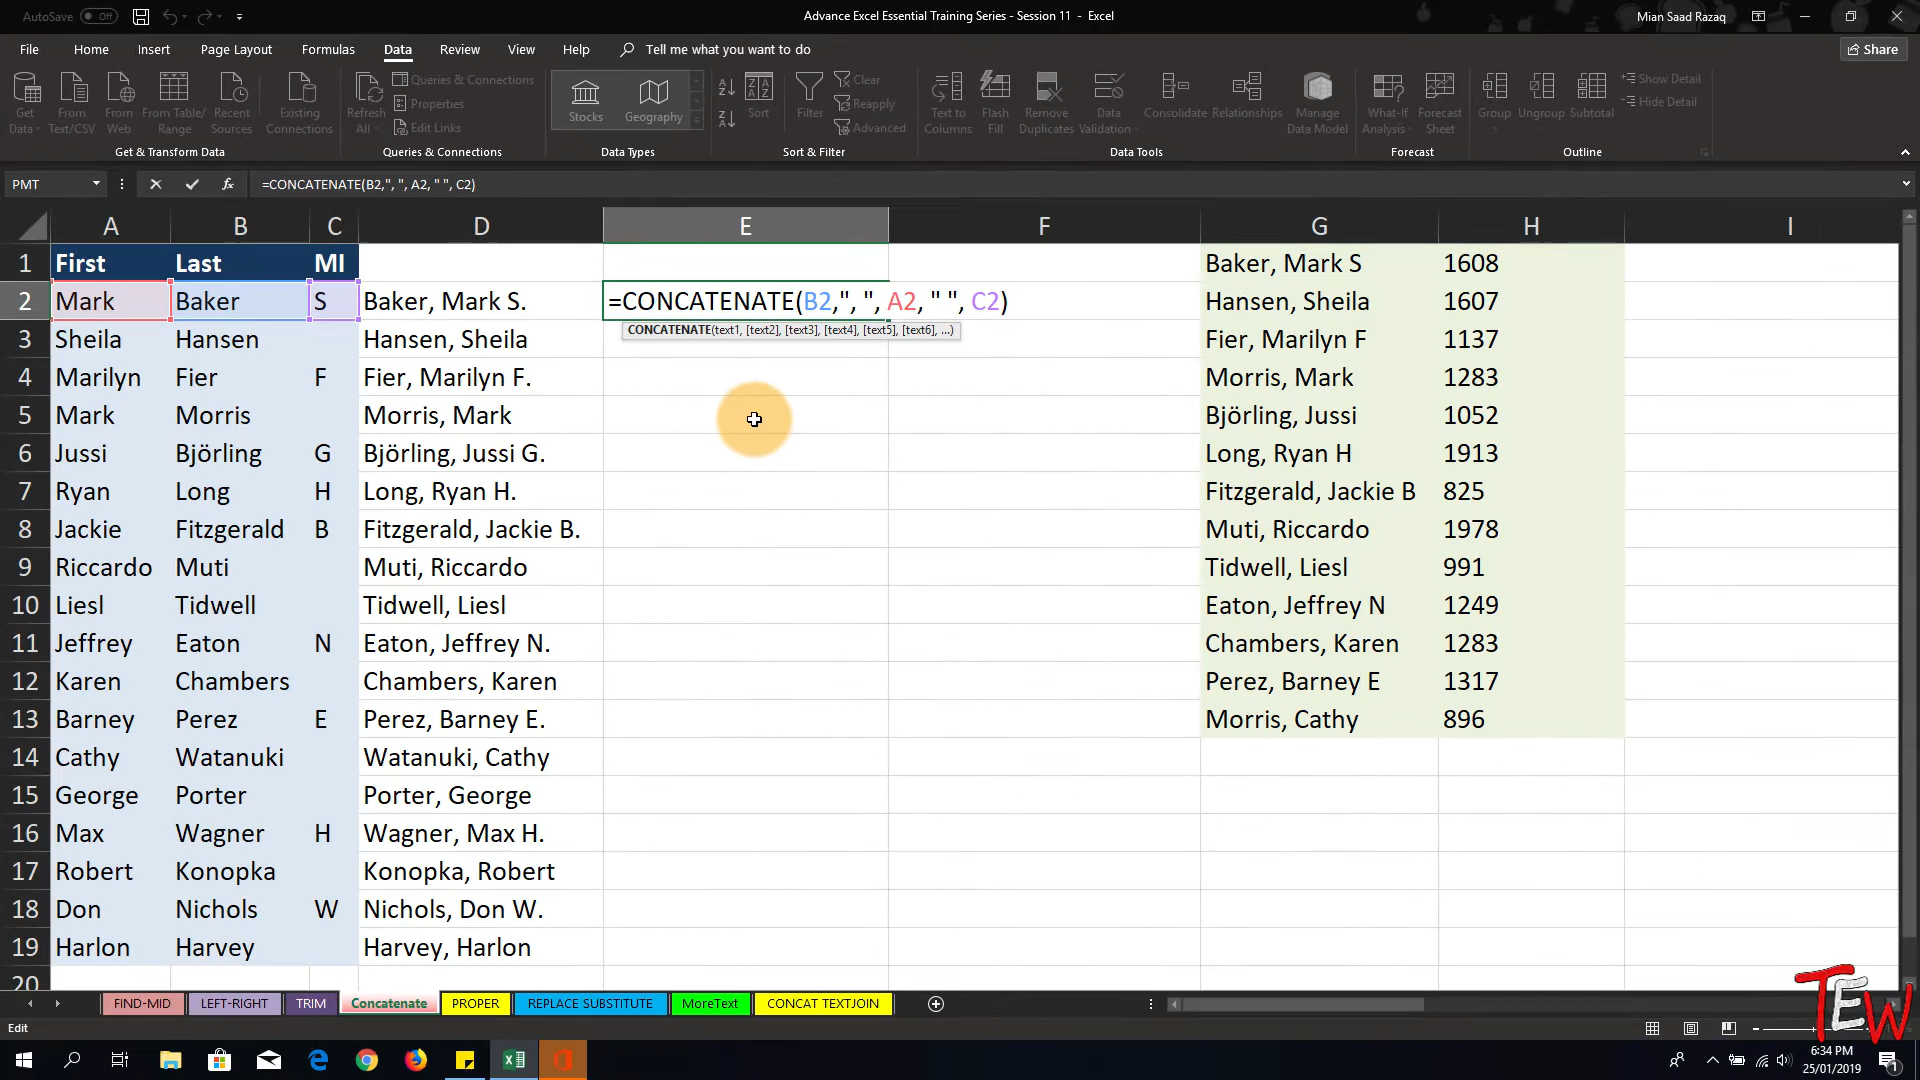 AutoSave Off
Advance Excel Essential Training Series - Session 11 - Excel
Mian Saad Razaq
File Home Insert Page Layout Formulas Data Review View Help Tell me what you want to do Share
Get Data
From Text/CSV
From Web
From Table/ Range
Recent Sources
Existing Connections
Get & Transform Data
Refresh All
Queries & Connections
Properties
Edit Links
Queries & Connections
Stocks
Geography
Data Types
Sort
Filter
Clear
Reapply
Advanced
Sort & Filter
Text to Columns
Flash Fill
Remove Duplicates
Data Validation
Consolidate
Relationships
Manage Data Model
Data Tools
What-If Analysis
Forecast Sheet
Forecast
Group
Ungroup
Subtotal
Show Detail
Hide Detail
Outline
PMT fx =CONCATENATE(B2,", ", A2, " ", C2)
A B C D E F G H I
1 First Last MI Baker, Mark S 1608
2 Mark Baker S Baker, Mark S. =CONCATENATE(B2,", ", A2, " ", C2) Hansen, Sheila 1607
CONCATENATE(text1, [text2], [text3], [text4], [text5], [text6], ...)
3 Sheila Hansen Hansen, Sheila Fier, Marilyn F 1137
4 Marilyn Fier F Fier, Marilyn F. Morris, Mark 1283
5 Mark Morris Morris, Mark Björling, Jussi 1052
6 Jussi Björling G Björling, Jussi G. Long, Ryan H 1913
7 Ryan Long H Long, Ryan H. Fitzgerald, Jackie B 825
8 Jackie Fitzgerald B Fitzgerald, Jackie B. Muti, Riccardo 1978
9 Riccardo Muti Muti, Riccardo Tidwell, Liesl 991
10 Liesl Tidwell Tidwell, Liesl Eaton, Jeffrey N 1249
11 Jeffrey Eaton N Eaton, Jeffrey N. Chambers, Karen 1283
12 Karen Chambers Chambers, Karen Perez, Barney E 1317
13 Barney Perez E Perez, Barney E. Morris, Cathy 896
14 Cathy Watanuki Watanuki, Cathy
15 George Porter Porter, George
16 Max Wagner H Wagner, Max H.
17 Robert Konopka Konopka, Robert
18 Don Nichols W Nichols, Don W.
19 Harlon Harvey Harvey, Harlon
20
FIND-MID LEFT-RIGHT TRIM Concatenate PROPER REPLACE SUBSTITUTE MoreText CONCAT TEXTJOIN
TEW
Edit
6:34 PM
25/01/2019
1